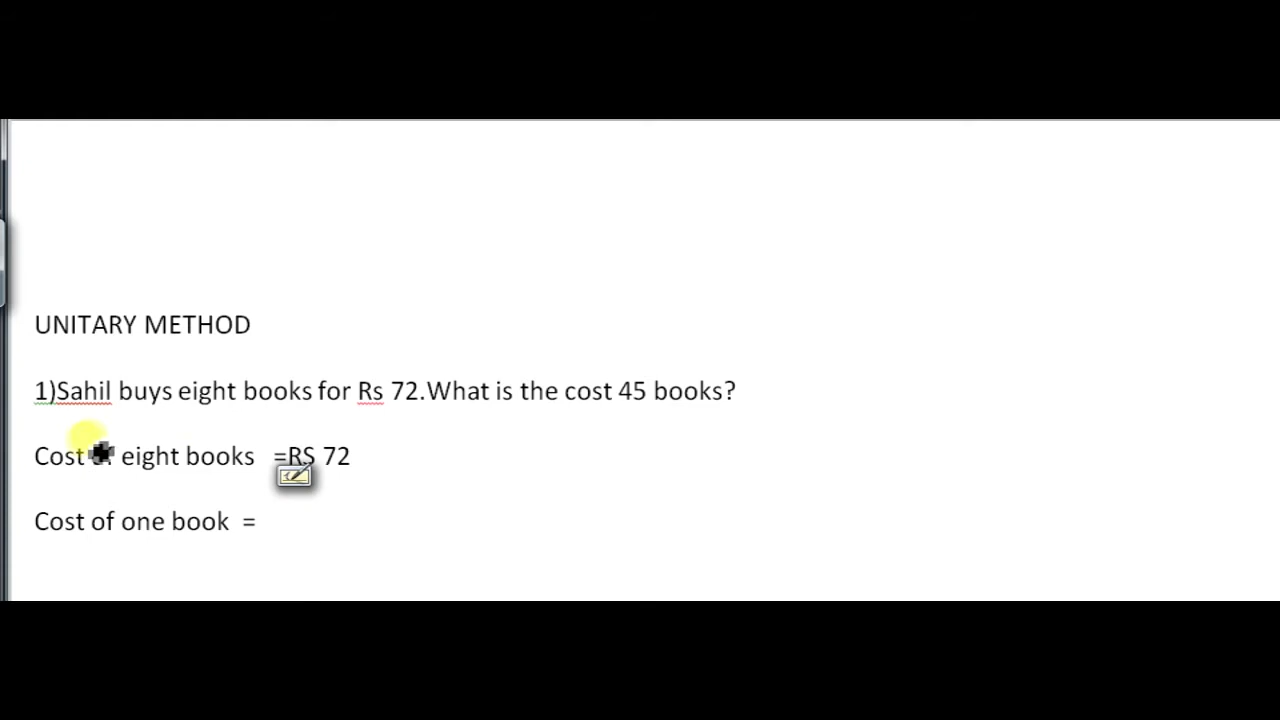 UNITARY METHOD
1)Sahil buys eight books for Rs 72.What is the cost 45 books?
Cost eight books =RS 72
Cost of one book =